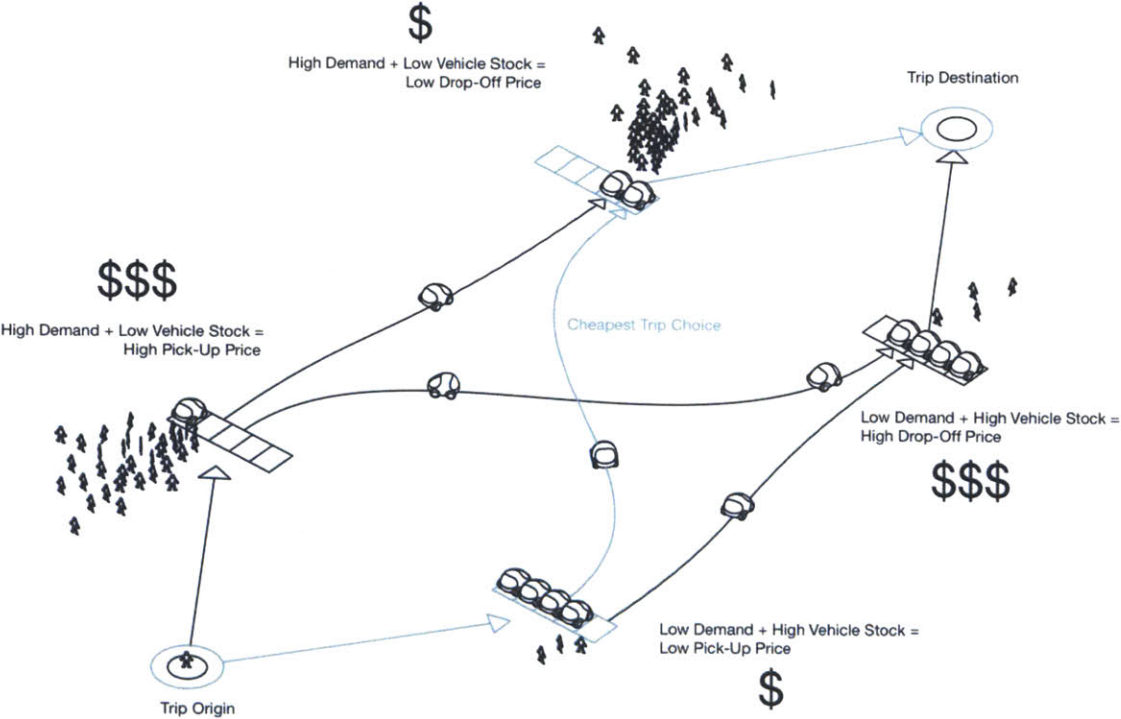 $
High Demand + Low Vehicle Stock =
Low Drop-Off Price
Trip Destination
$$$
High Demand + Low Vehicle Stock =
High Pick-Up Price
Cheapest Trip Choice
Low Demand + High Vehicle Stock =
High Drop-Off Price
$$$
Low Demand + High Vehicle Stock =
Low Pick-Up Price
$
Trip Origin